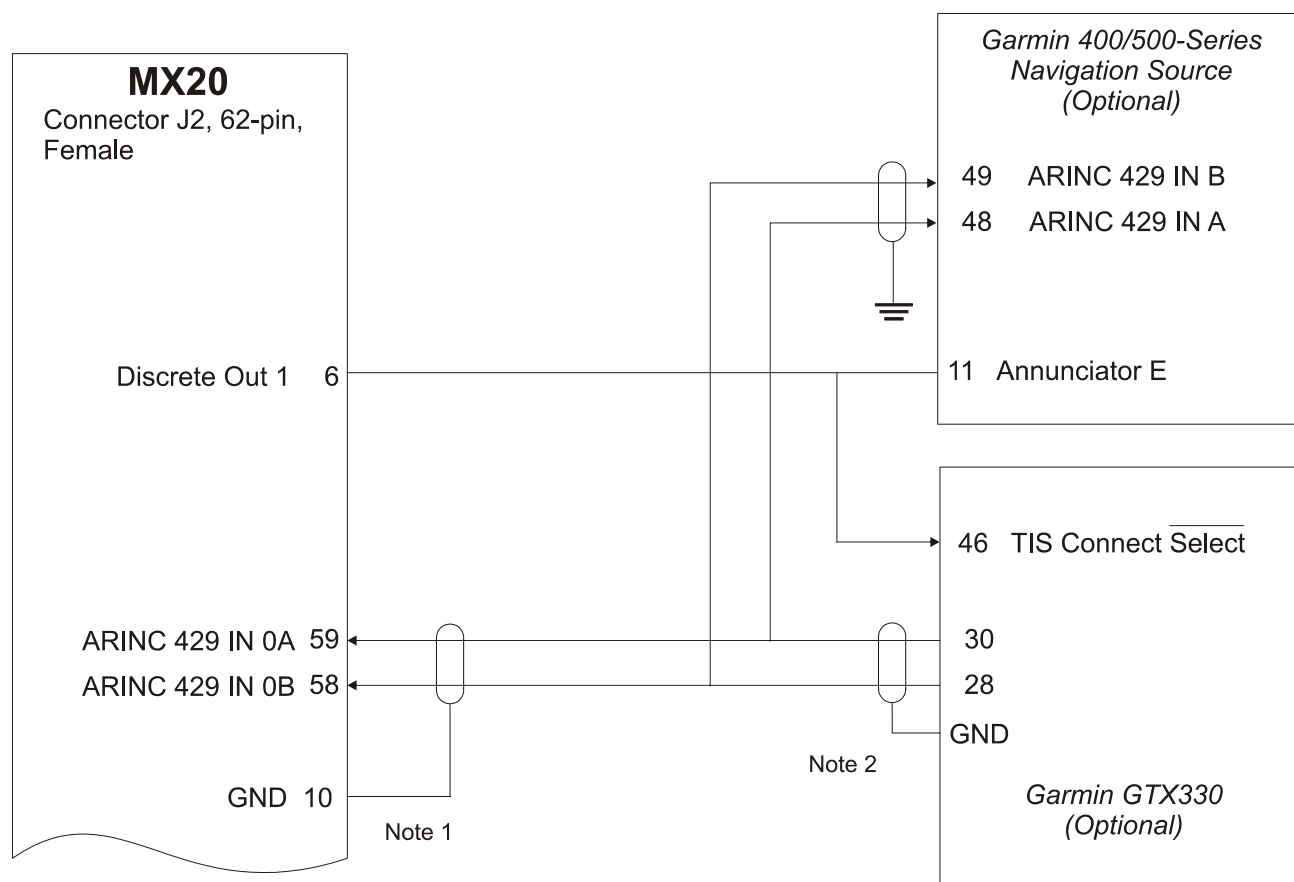 MX20
Connector J2, 62-pin,
Female
Discrete Out 1 6
ARINC 429 IN 0A 59
ARINC 429 IN 0B 58
GND 10
Note 1
Garmin 400/500-Series
Navigation Source
(Optional)
49 ARINC 429 IN B
48 ARINC 429 IN A
11 Annunciator E
46 TIS Connect Select
30
28
GND
Note 2
Garmin GTX330
(Optional)